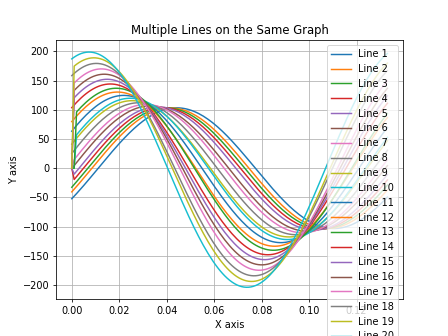 Multiple Lines on the Same Graph
Y axis
200
150
100
50
0
−50
−100
−150
−200
0.00
0.02
0.04
0.06
0.08
0.10
X axis
Line 1
Line 2
Line 3
Line 4
Line 5
Line 6
Line 7
Line 8
Line 9
Line 10
Line 11
Line 12
Line 13
Line 14
Line 15
Line 16
Line 17
Line 18
Line 19
Line 20